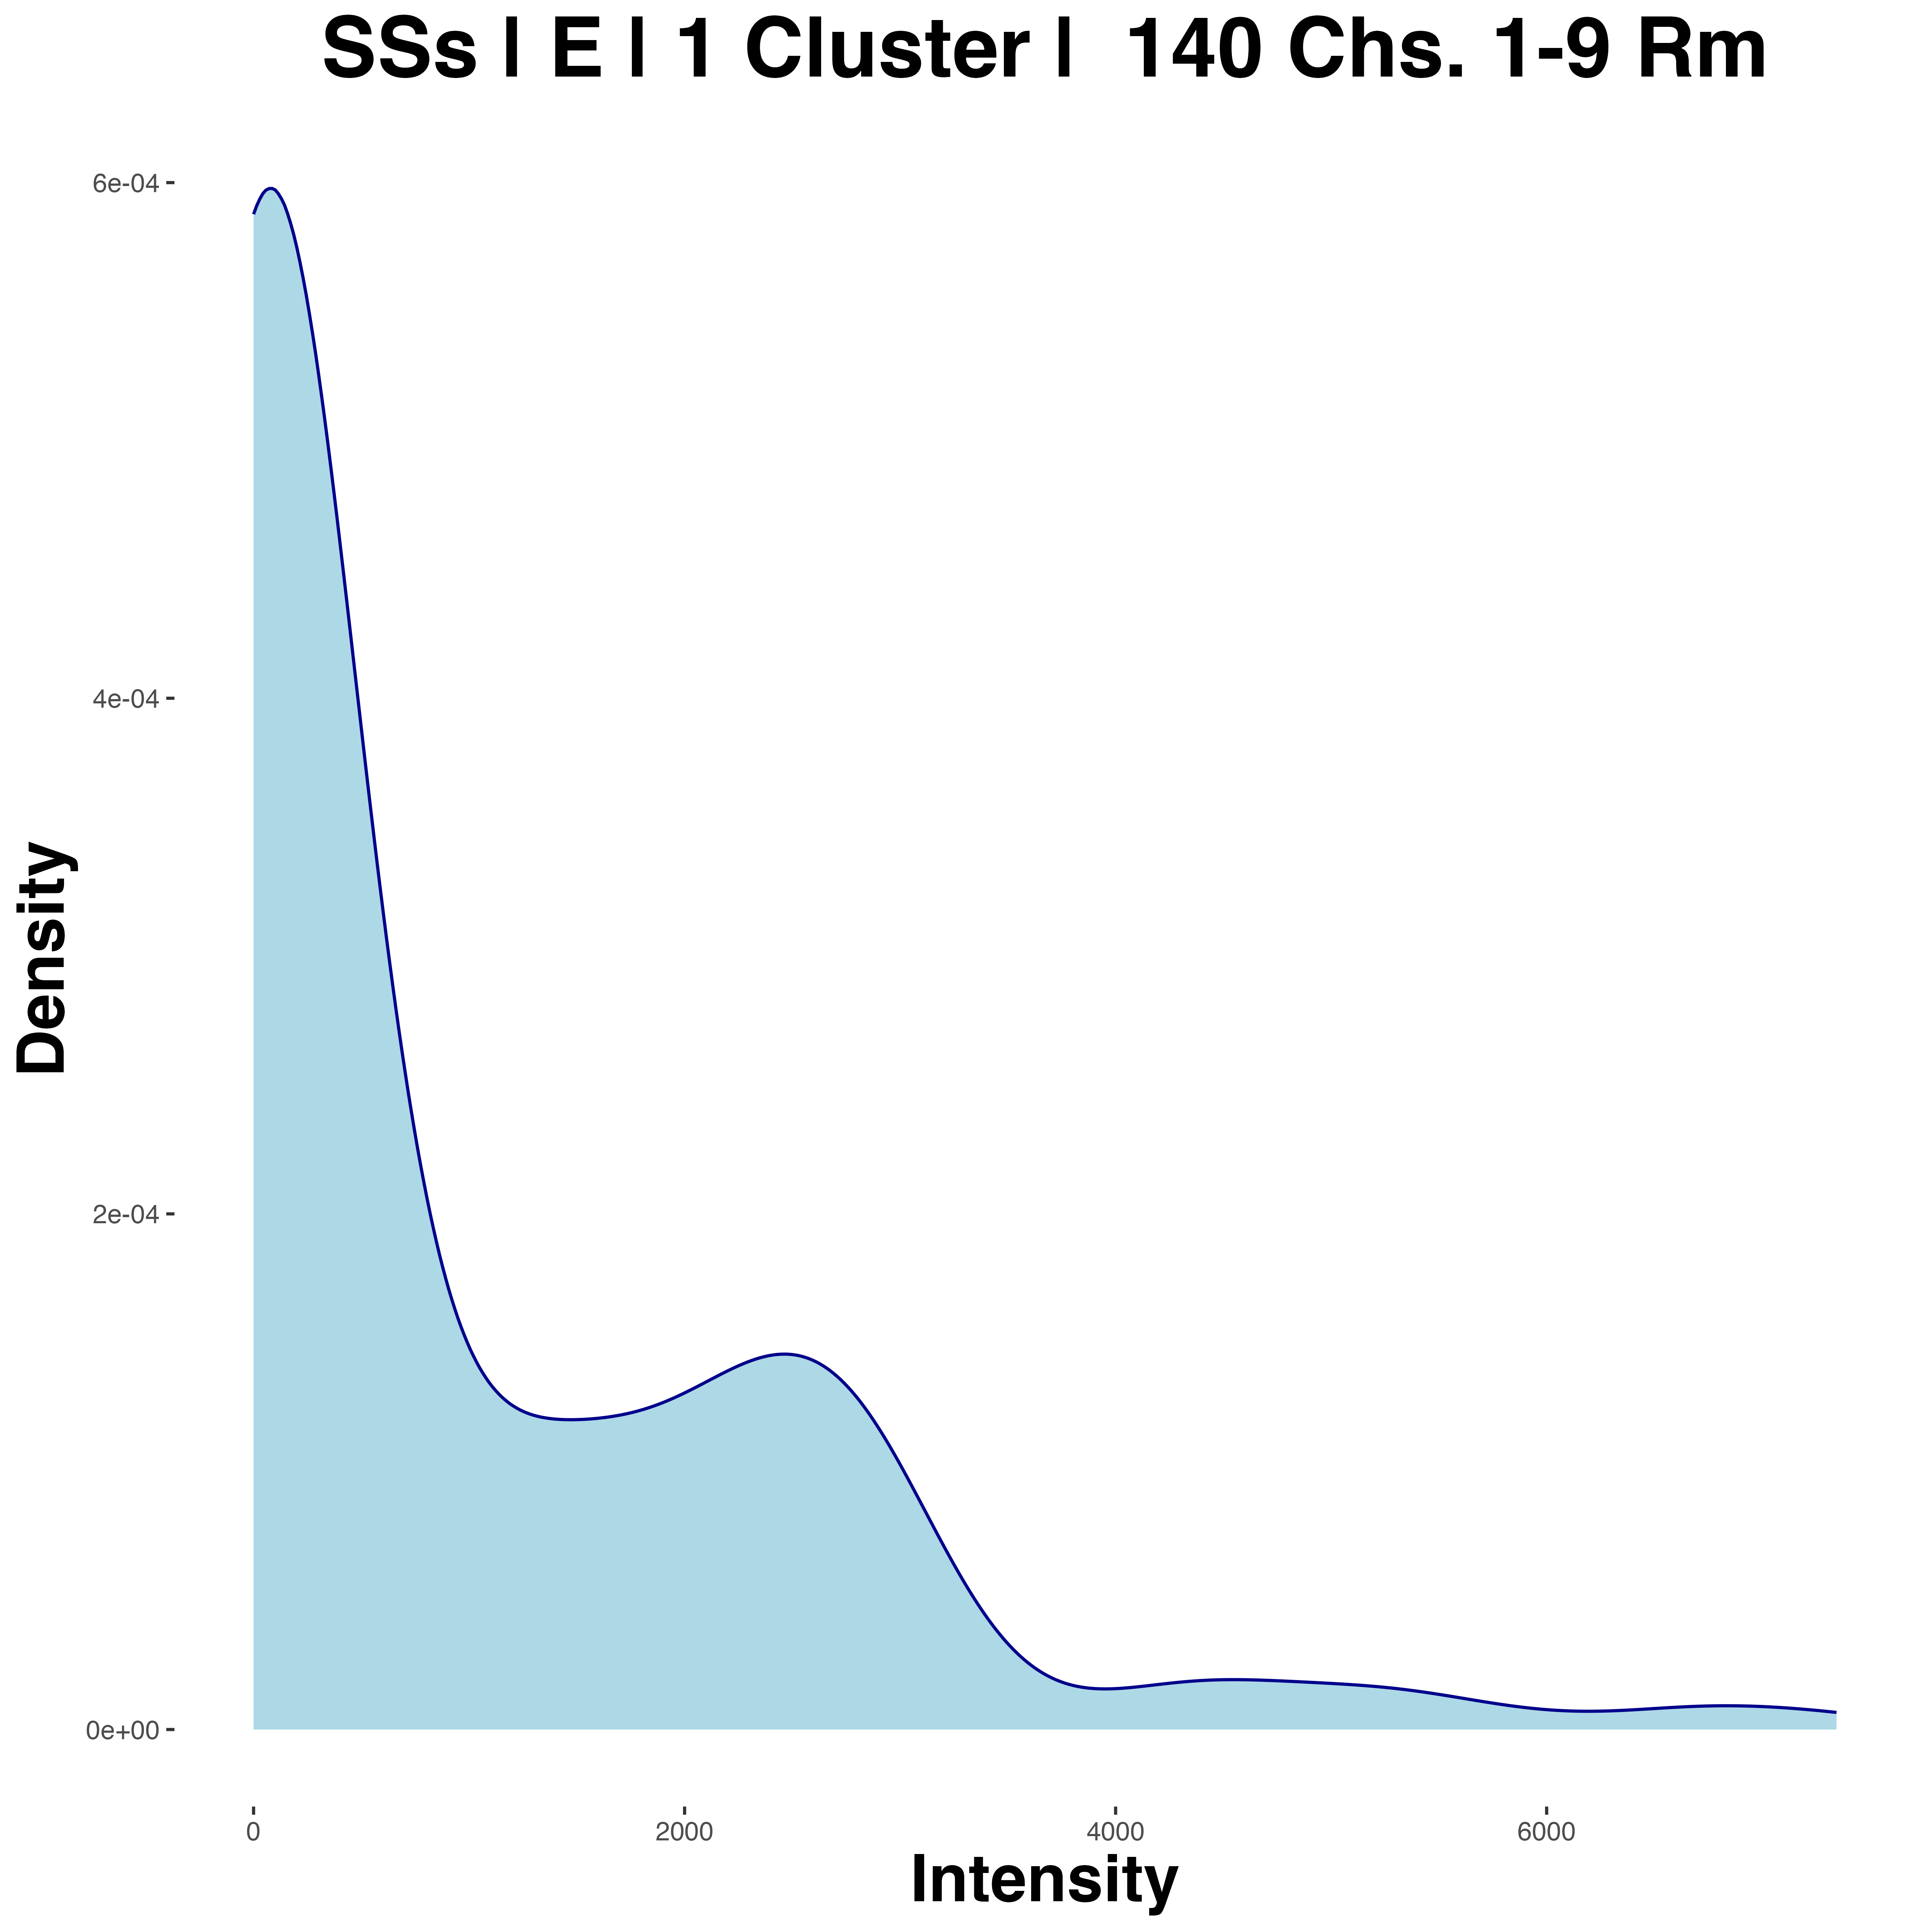 SSs | E | 1 Cluster |  140 Chs. 1-9 Rm
6e-04
4e-04
2e-04
0e+00
Density
0
2000
4000
6000
Intensity